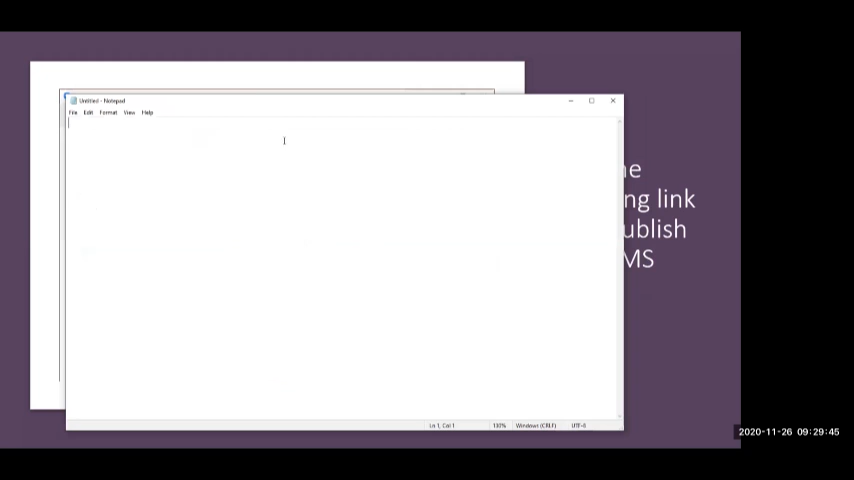 Untitled - Notepad
File Edit Format View Help
ne
ng link
ublish
MS
Ln 1, Col 1 130% Windows (CRLF) UTF-8
2020-11-26 09:29:45